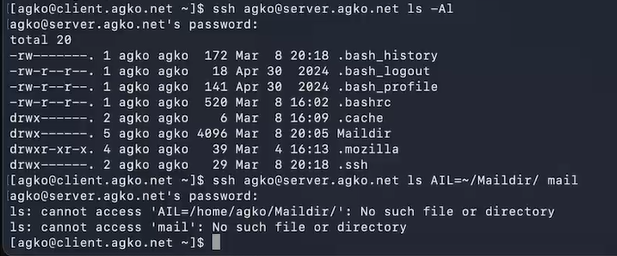 [agko@client.agko.net ~]$ ssh agko@server.agko.net ls -Al
agko@server.agko.net's password:
total 20
-rw-------. 1 agko agko  172 Mar  8 20:18 .bash_history
-rw-r--r--. 1 agko agko   18 Apr 30  2024 .bash_logout
-rw-r--r--. 1 agko agko  141 Apr 30  2024 .bash_profile
-rw-r--r--. 1 agko agko  520 Mar  8 16:02 .bashrc
drwx------. 2 agko agko    6 Mar  8 16:09 .cache
drwx------. 5 agko agko 4096 Mar  8 20:05 Maildir
drwxr-xr-x. 4 agko agko   39 Mar  4 16:13 .mozilla
drwx------. 2 agko agko   29 Mar  8 20:18 .ssh
[agko@client.agko.net ~]$ ssh agko@server.agko.net ls AIL=~/Maildir/ mail
agko@server.agko.net's password:
ls: cannot access 'AIL=/home/agko/Maildir/': No such file or directory
ls: cannot access 'mail': No such file or directory
[agko@client.agko.net ~]$